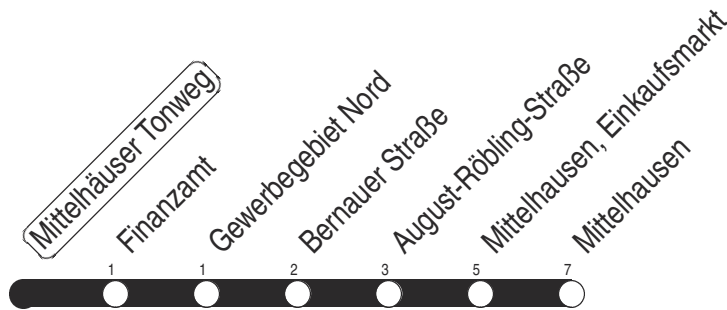 Mittelhäuser Tonweg
Finanzamt
Gewerbegebiet Nord
Bernauer Straße
August-Röbling-Straße
Mittelhausen, Einkaufsmarkt
Mittelhausen
1 1 2 3 5 7